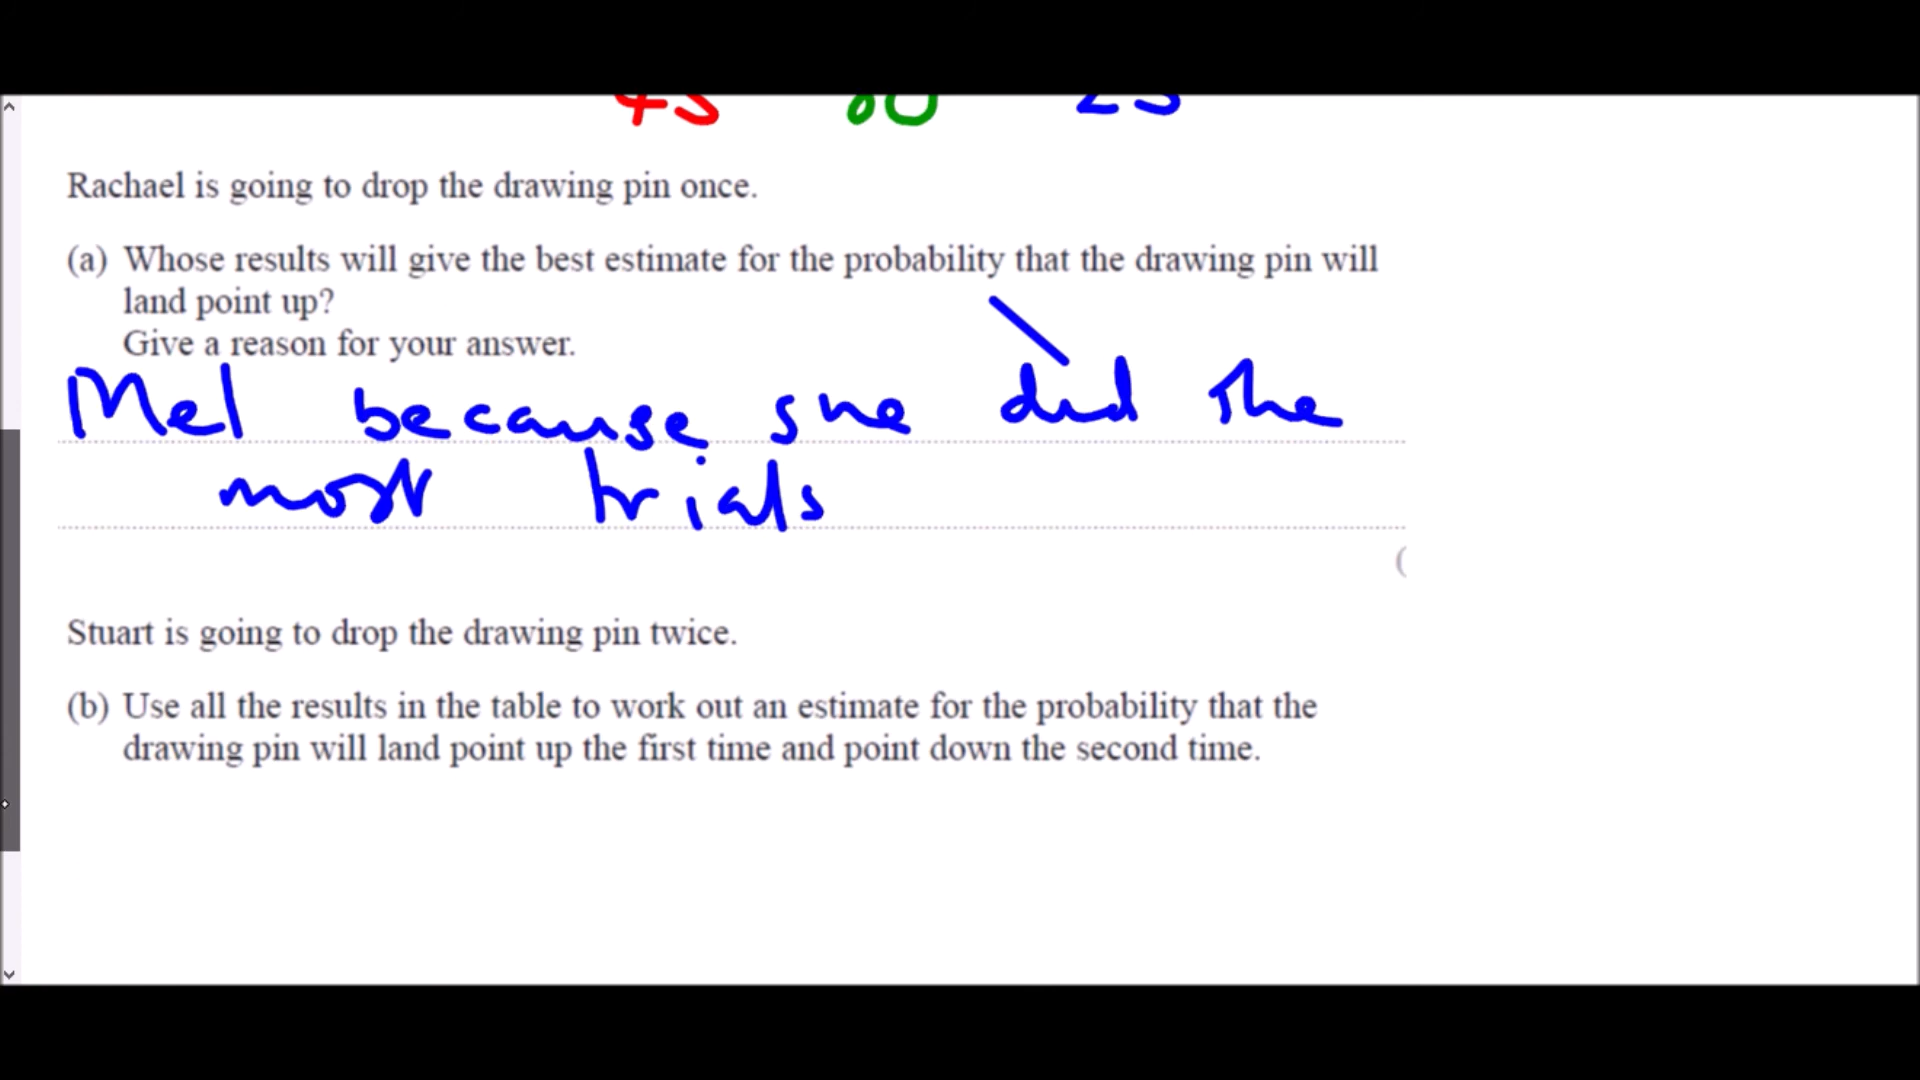 Rachael is going to drop the drawing pin once.
(a) Whose results will give the best estimate for the probability that the drawing pin will
land point up?
Give a reason for your answer.
Mel because she did the
most trials
(
Stuart is going to drop the drawing pin twice.
(b) Use all the results in the table to work out an estimate for the probability that the
drawing pin will land point up the first time and point down the second time.